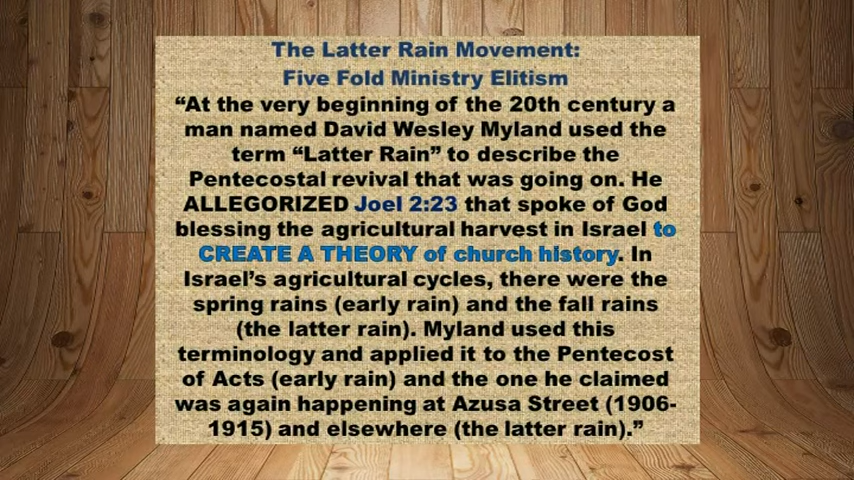 The Latter Rain Movement:
Five Fold Ministry Elitism
“At the very beginning of the 20th century a
man named David Wesley Myland used the
term “Latter Rain” to describe the
Pentecostal revival that was going on. He
ALLEGORIZED Joel 2:23 that spoke of God
blessing the agricultural harvest in Israel to
CREATE A THEORY of church history. In
Israel’s agricultural cycles, there were the
spring rains (early rain) and the fall rains
(the latter rain). Myland used this
terminology and applied it to the Pentecost
of Acts (early rain) and the one he claimed
was again happening at Azusa Street (1906-
1915) and elsewhere (the latter rain).”